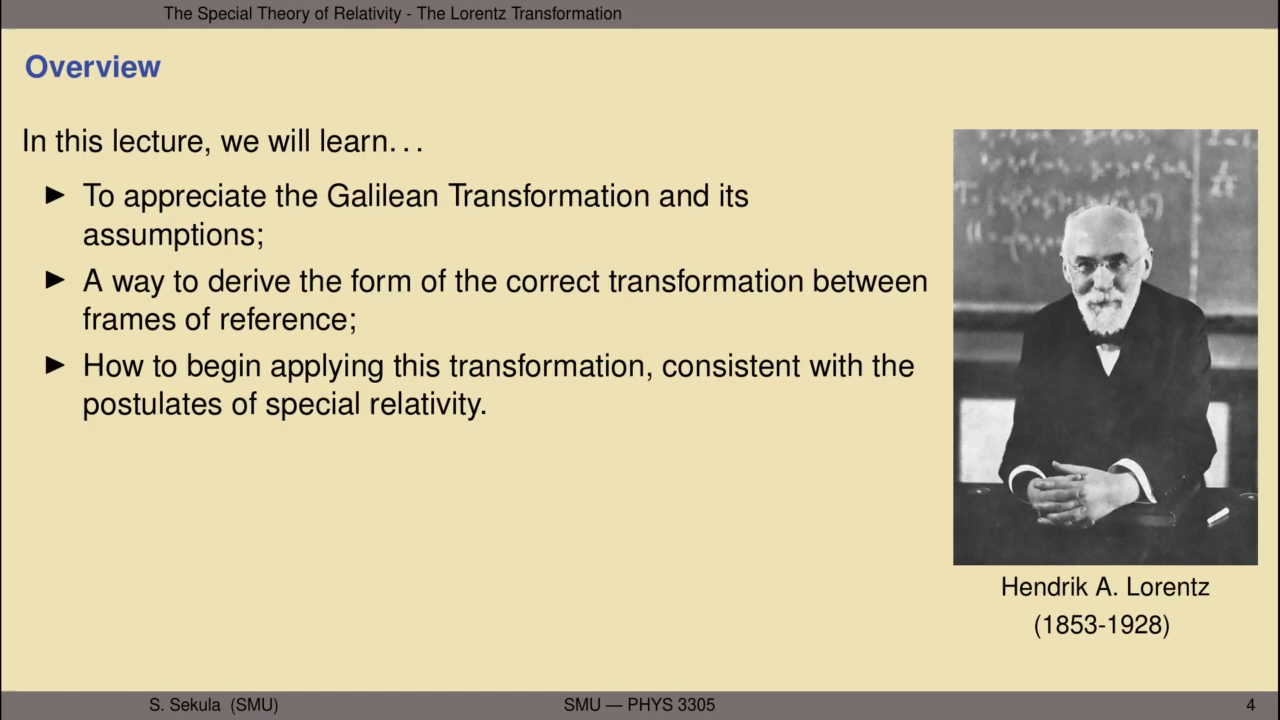 The Special Theory of Relativity - The Lorentz Transformation
Overview
In this lecture, we will learn. . .
To appreciate the Galilean Transformation and its
assumptions;
A way to derive the form of the correct transformation between
frames of reference;
How to begin applying this transformation, consistent with the
postulates of special relativity.
Hendrik A. Lorentz
(1853-1928)
S. Sekula (SMU)
SMU — PHYS 3305
4